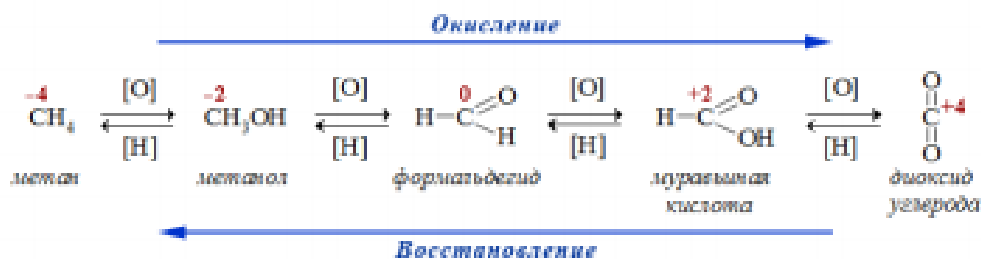 Окисление
–4 [O] –2 [O] 0 O [O] +2 O [O] O
CH₄ CH₃OH H–C H–C C +4
[H] [H] H [H] OH [H] O
метан метанол формальдегид муравьиная диоксид
кислота углерода
Восстановление